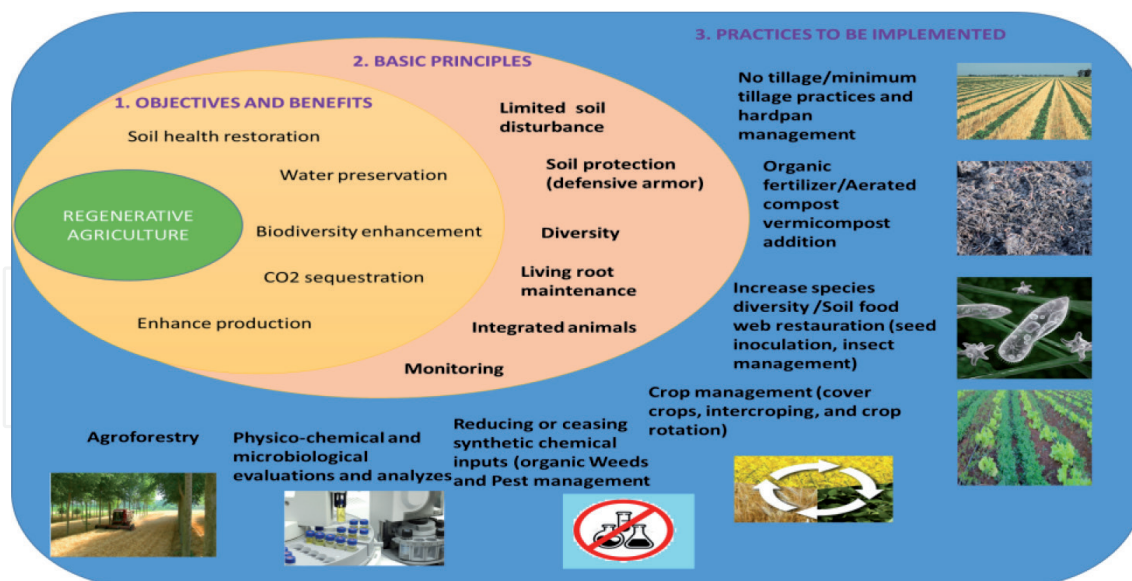 3. PRACTICES TO BE IMPLEMENTED
2. BASIC PRINCIPLES
1. OBJECTIVES AND BENEFITS
REGENERATIVE
AGRICULTURE
Soil health restoration
Water preservation
Biodiversity enhancement
CO2 sequestration
Enhance production
Limited soil
disturbance
Soil protection
(defensive armor)
Diversity
Living root
maintenance
Integrated animals
Monitoring
No tillage/minimum
tillage practices and
hardpan
management
Organic
fertilizer/Aerated
compost
vermicompost
addition
Increase species
diversity /Soil food
web restauration (seed
inoculation, insect
management)
Crop management (cover
crops, intercroping, and crop
rotation)
Reducing or ceasing
synthetic chemical
inputs (organic Weeds
and Pest management
Physico-chemical and
microbiological
evaluations and analyzes
Agroforestry